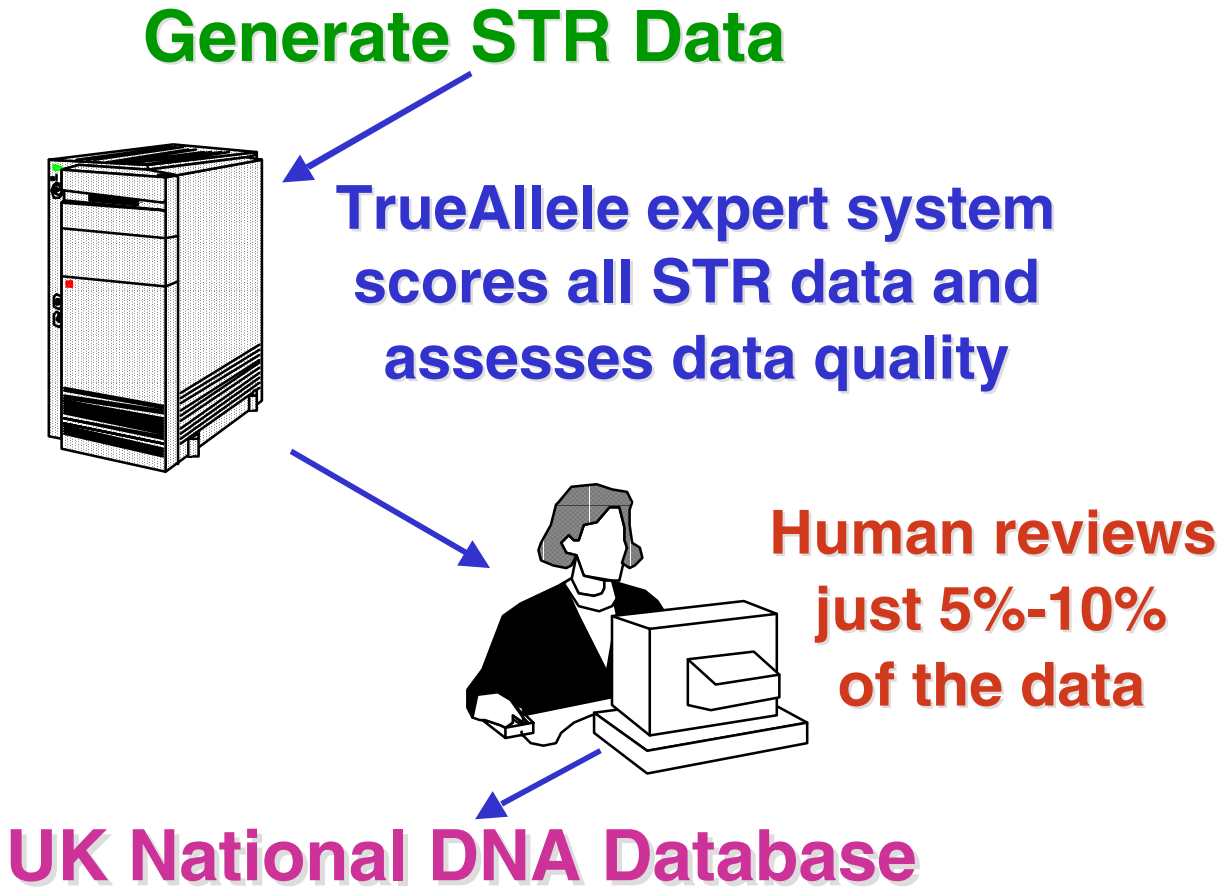 Generate STR Data
TrueAllele expert system
scores all STR data and
assesses data quality
Human reviews
just 5%-10%
of the data
UK National DNA Database